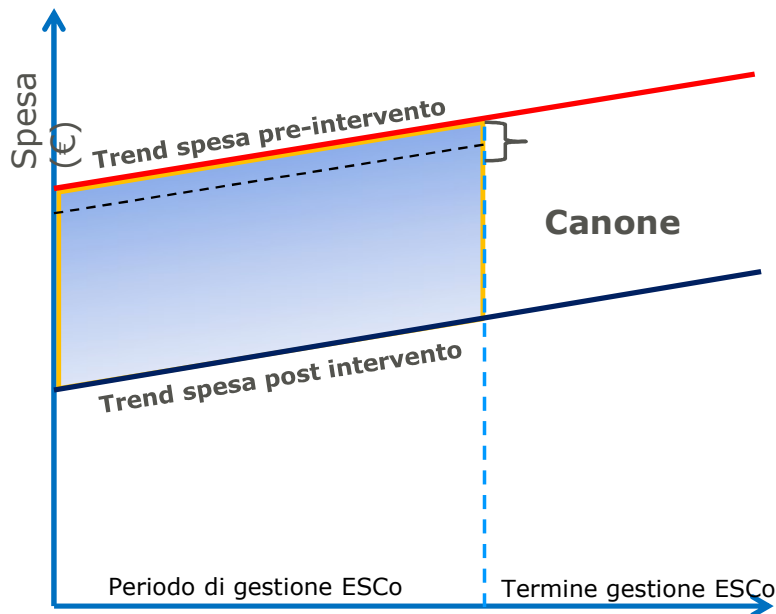 Spesa
(€)
Trend spesa pre-intervento
Canone
Trend spesa post intervento
Periodo di gestione ESCo
Termine gestione ESCo